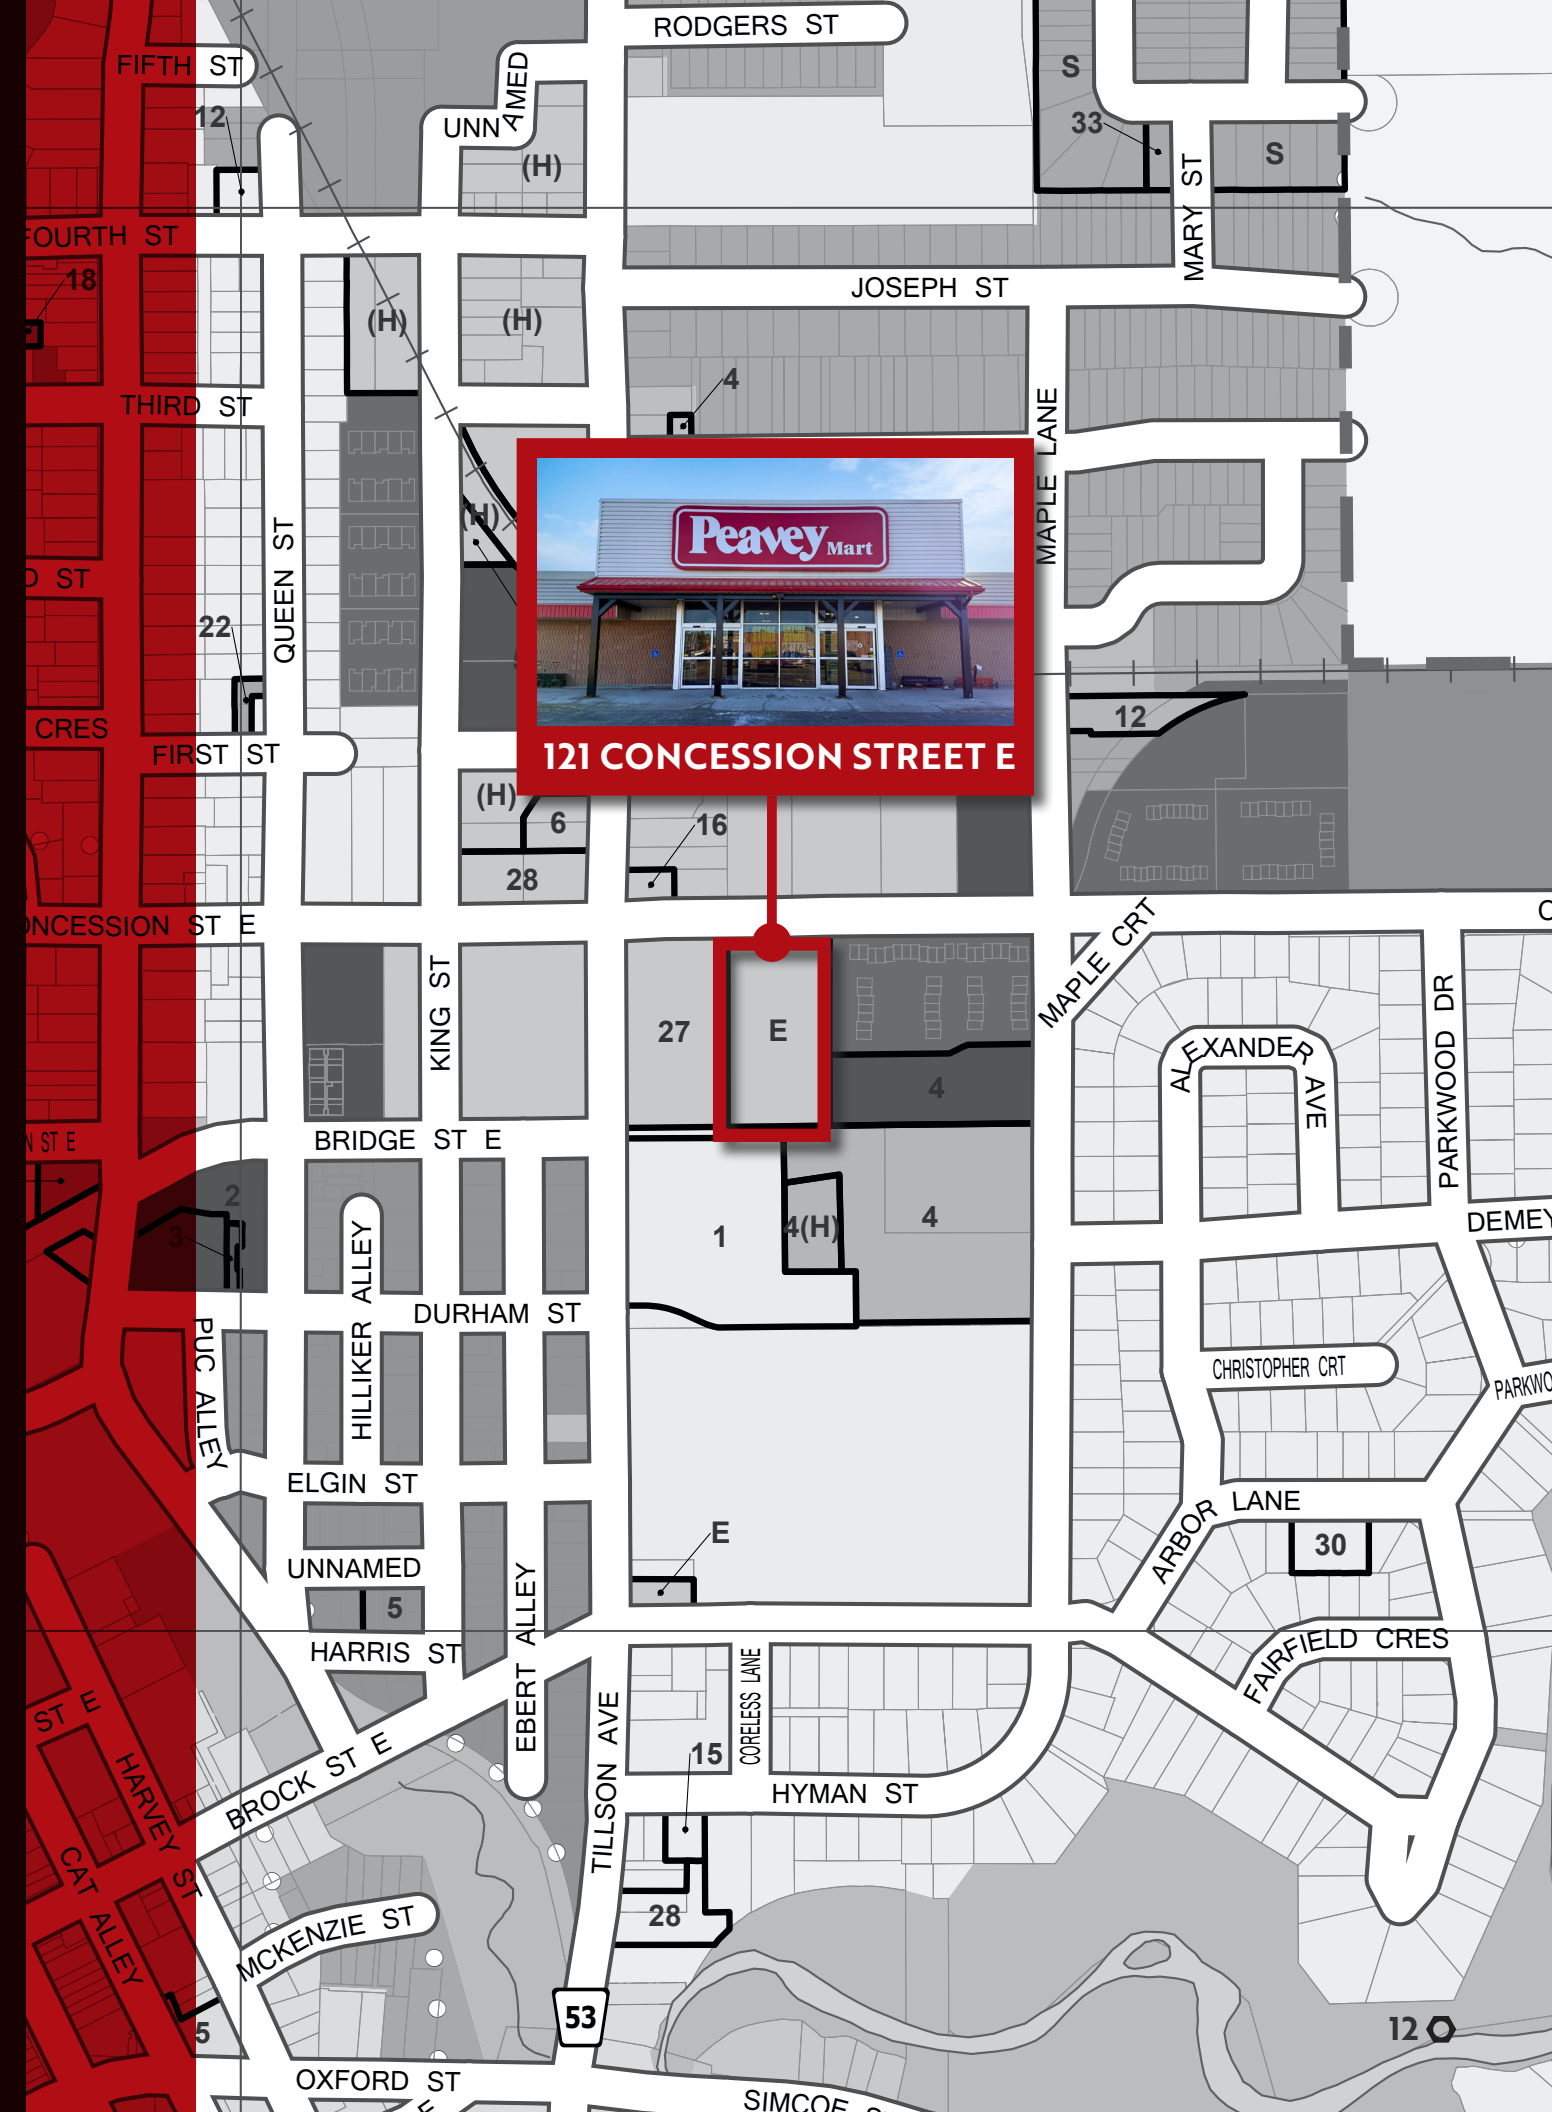 RODGERS ST
FIFTH ST
UNNAMED
S
12
33
S
(H)
MARY ST
FOURTH ST
18
JOSEPH ST
(H)
(H)
4
THIRD ST
MAPLE LANE
Peavey Mart
(H)
QUEEN ST
D ST
22
CRES
FIRST ST
12
121 CONCESSION STREET E
(H)
6
16
28
ONCESSION ST E
C
MAPLE CRT
KING ST
PARKWOOD DR
27
E
ALEXANDER AVE
4
N ST E
BRIDGE ST E
2
3
1
4(H)
4
DEMEY
HILLIKER ALLEY
DURHAM ST
PUC ALLEY
CHRISTOPHER CRT
PARKWO
ELGIN ST
ARBOR LANE
E
30
UNNAMED
5
EBERT ALLEY
HARRIS ST
FAIRFIELD CRES
CORELESS LANE
ST E
TILLSON AVE
15
BROCK ST E
HARVEY ST
HYMAN ST
CAT ALLEY
28
MCKENZIE ST
53
12
5
OXFORD ST
E
SIMCOE S